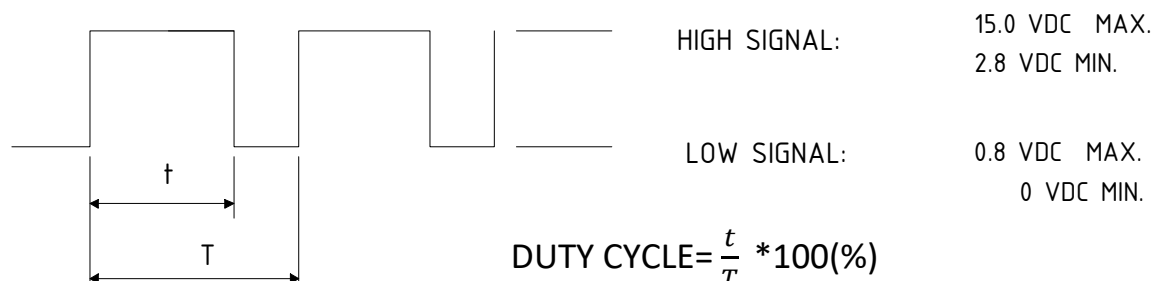 HIGH SIGNAL: 15.0 VDC MAX.
2.8 VDC MIN.
LOW SIGNAL: 0.8 VDC MAX.
0 VDC MIN.
t
T
DUTY CYCLE= t/T *100(%)